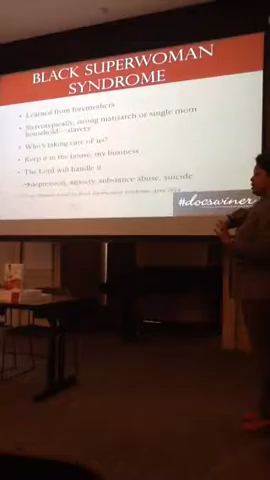 BLACK SUPERWOMAN
SYNDROME
Learned from foremothers
Stereotypically, strong matriarch or single mom
household—slavery
Who's taking care of us?
Keep it in the house, my business
The Lord will handle it
depression, anxiety, substance abuse, suicide
#docswiner